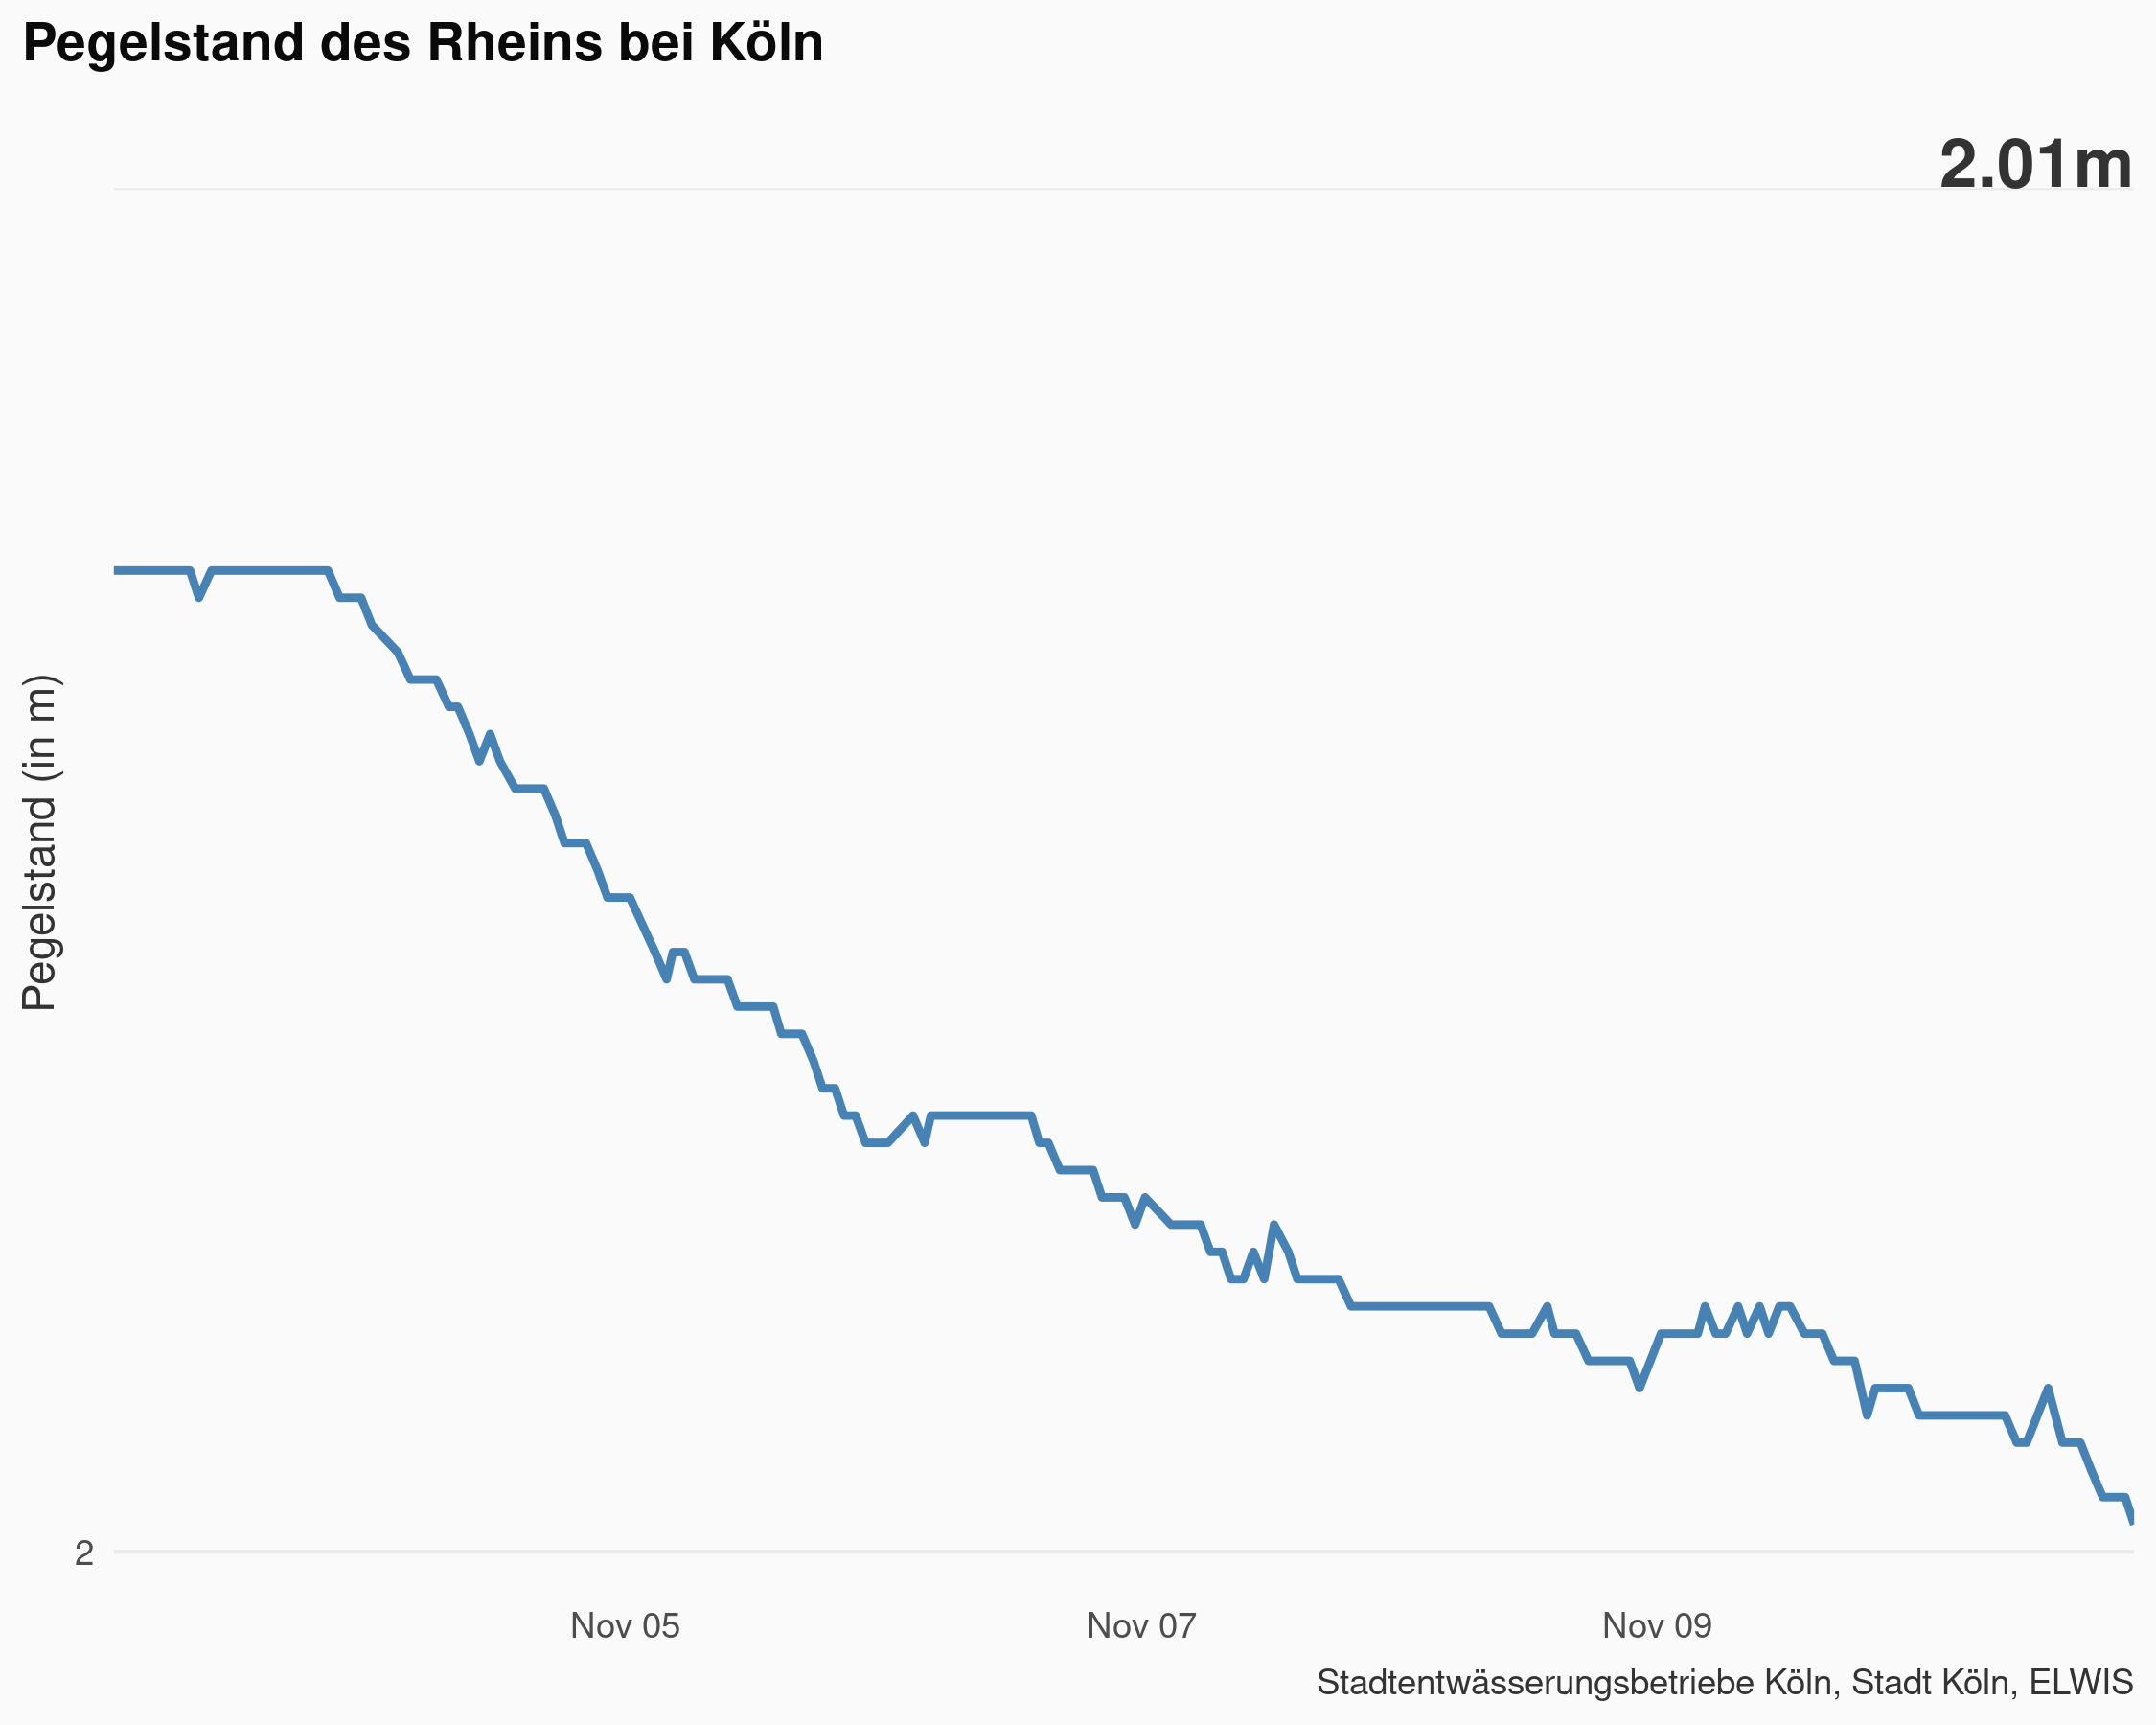 Pegelstand des Rheins bei Köln
2.01m
Pegelstand (in m)
2
Nov 05
Nov 07
Nov 09
Stadtentwässerungsbetriebe Köln, Stadt Köln, ELWIS